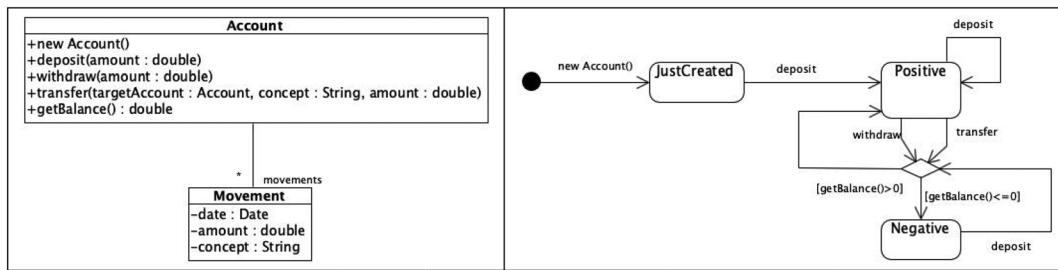 Account
+new Account()
+deposit(amount : double)
+withdraw(amount : double)
+transfer(targetAccount : Account, concept : String, amount : double)
+getBalance() : double
*
movements
Movement
-date : Date
-amount : double
-concept : String
deposit
new Account()
JustCreated
deposit
Positive
withdraw
transfer
[getBalance()>0]
[getBalance()<=0]
Negative
deposit